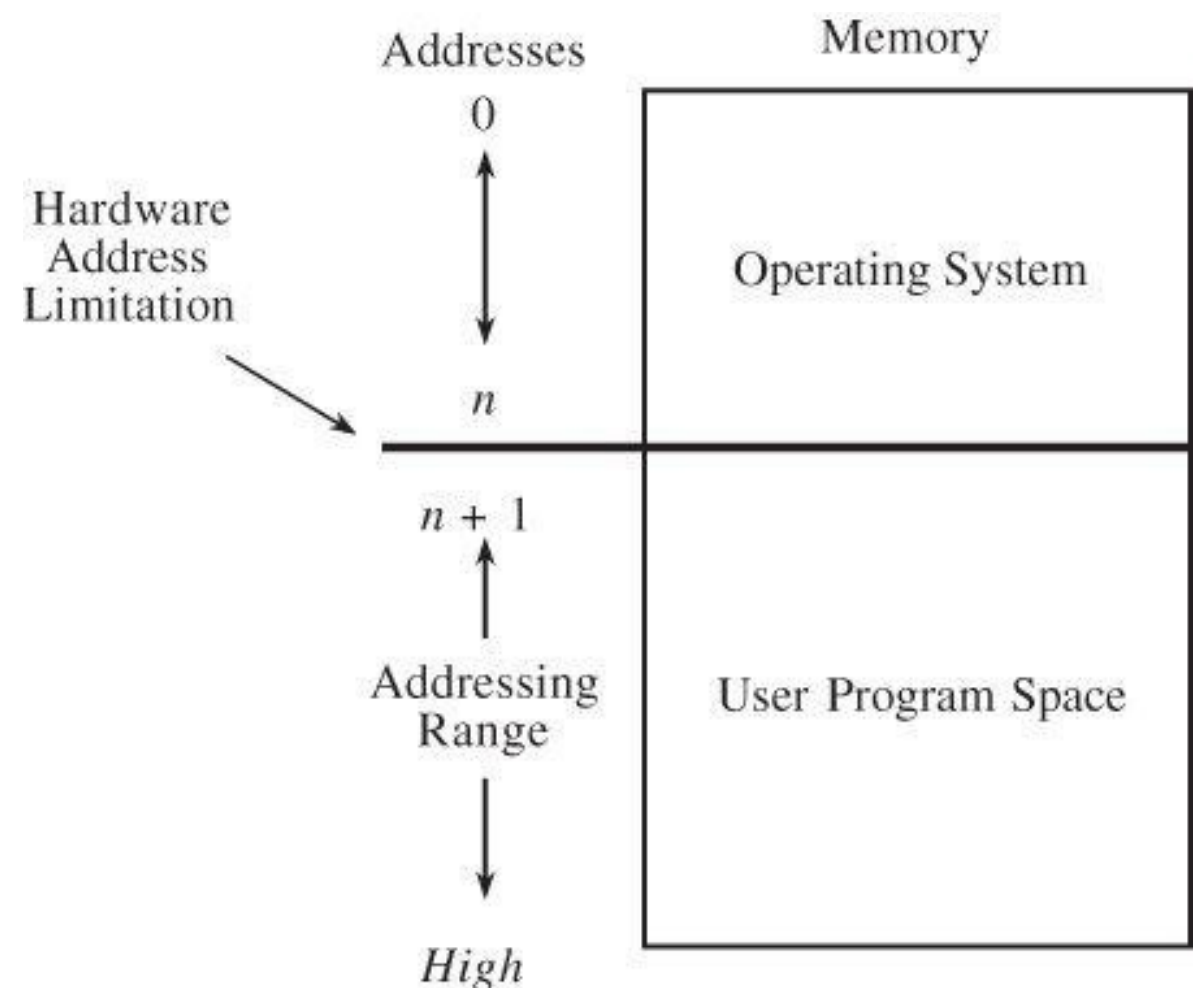 Addresses
Memory
0
Hardware
Address
Limitation
Operating System
n
n + 1
Addressing
Range
User Program Space
High